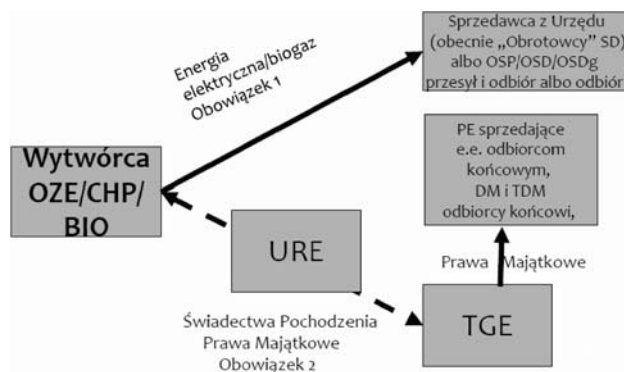 Sprzedawca z Urzędu
(obecnie „Obrotowcy” SD)
albo OSP/OSD/OSDg
przesył i odbiór albo odbiór
Energia
elektryczna/biogaz
Obowiązek 1
PE sprzedające
e.e. odbiorcom
końcowym,
DM i TDM
odbiorcy końcowi,
Wytwórca
OZE/CHP/
BIO
URE
Prawa Majątkowe
Świadectwa Pochodzenia
Prawa Majątkowe
Obowiązek 2
TGE